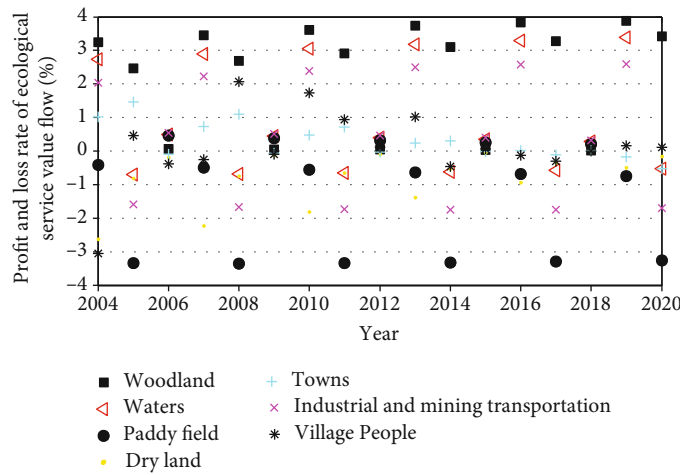 Profit and loss rate of ecological
service value flow (%)
4
3
2
1
0
−1
−2
−3
−4
2004 2006 2008 2010 2012 2014 2016 2018 2020
Year
Woodland
Waters
Paddy field
Dry land
Towns
Industrial and mining transportation
Village People